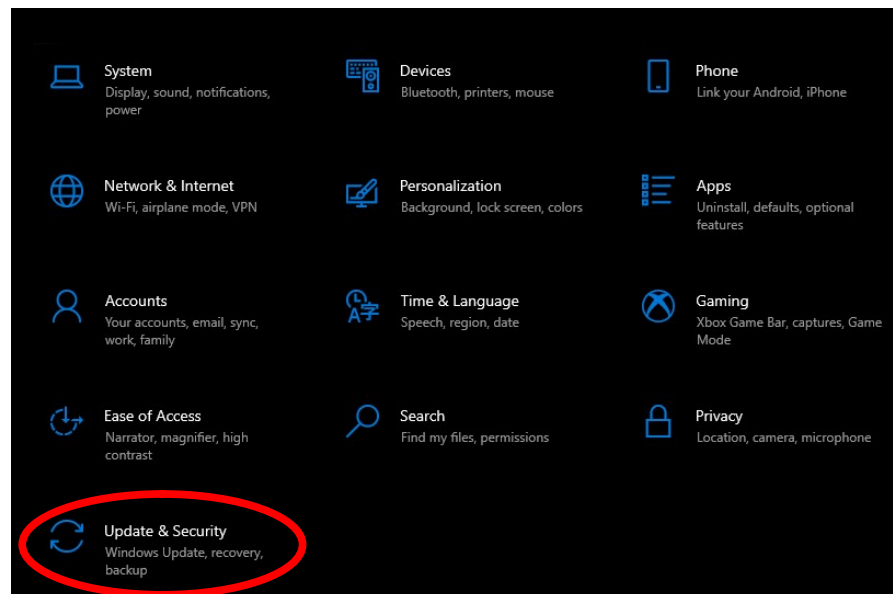 System
Display, sound, notifications,
power
Devices
Bluetooth, printers, mouse
Phone
Link your Android, iPhone
Network & Internet
Wi-Fi, airplane mode, VPN
Personalization
Background, lock screen, colors
Apps
Uninstall, defaults, optional
features
Accounts
Your accounts, email, sync,
work, family
Time & Language
Speech, region, date
Gaming
Xbox Game Bar, captures, Game
Mode
Ease of Access
Narrator, magnifier, high
contrast
Search
Find my files, permissions
Privacy
Location, camera, microphone
Update & Security
Windows Update, recovery,
backup